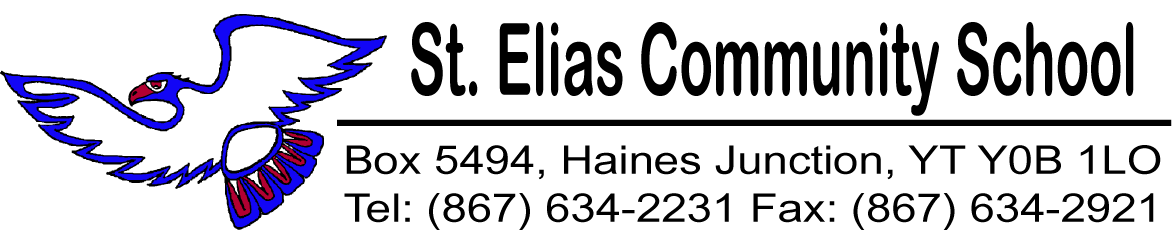 St. Elias Community School
Box 5494, Haines Junction, YT Y0B 1LO
Tel: (867) 634-2231 Fax: (867) 634-2921